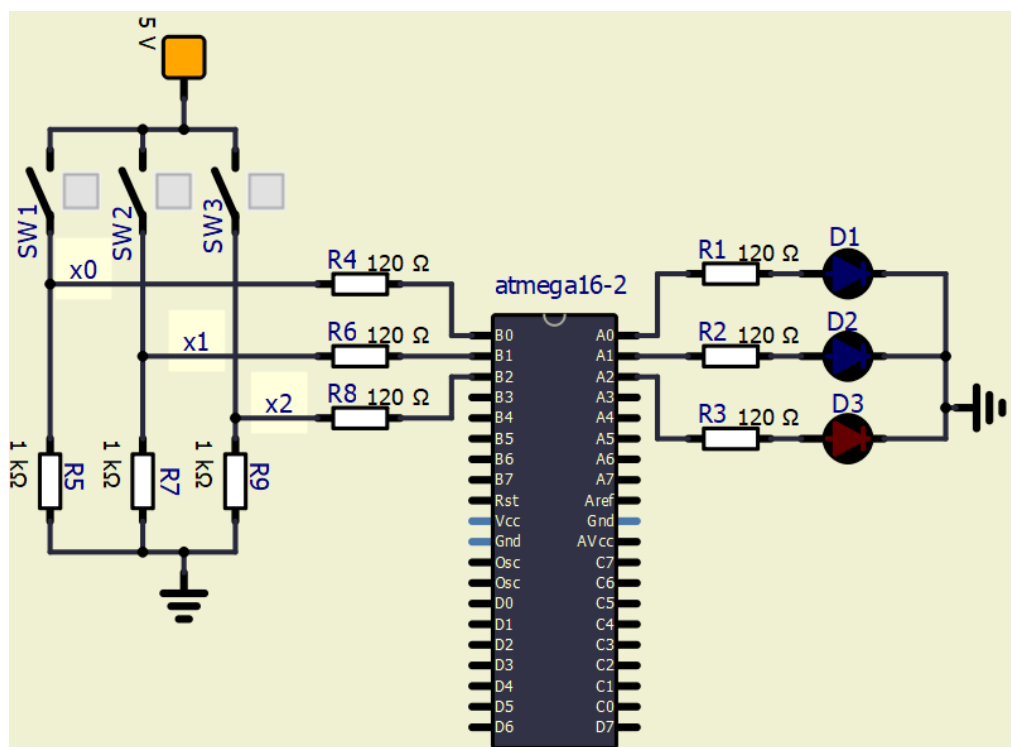 5 V
SW1
SW2
SW3
x0
x1
x2
R4 120 Ω
R6 120 Ω
R8 120 Ω
1 kΩ R5
1 kΩ R7
1 kΩ R9
atmega16-2
B0
B1
B2
B3
B4
B5
B6
B7
Rst
Vcc
Gnd
Osc
Osc
D0
D1
D2
D3
D4
D5
D6
A0
A1
A2
A3
A4
A5
A6
A7
Aref
Gnd
AVcc
C7
C6
C5
C4
C3
C2
C1
C0
D7
R1 120 Ω
D1
R2 120 Ω
D2
R3 120 Ω
D3